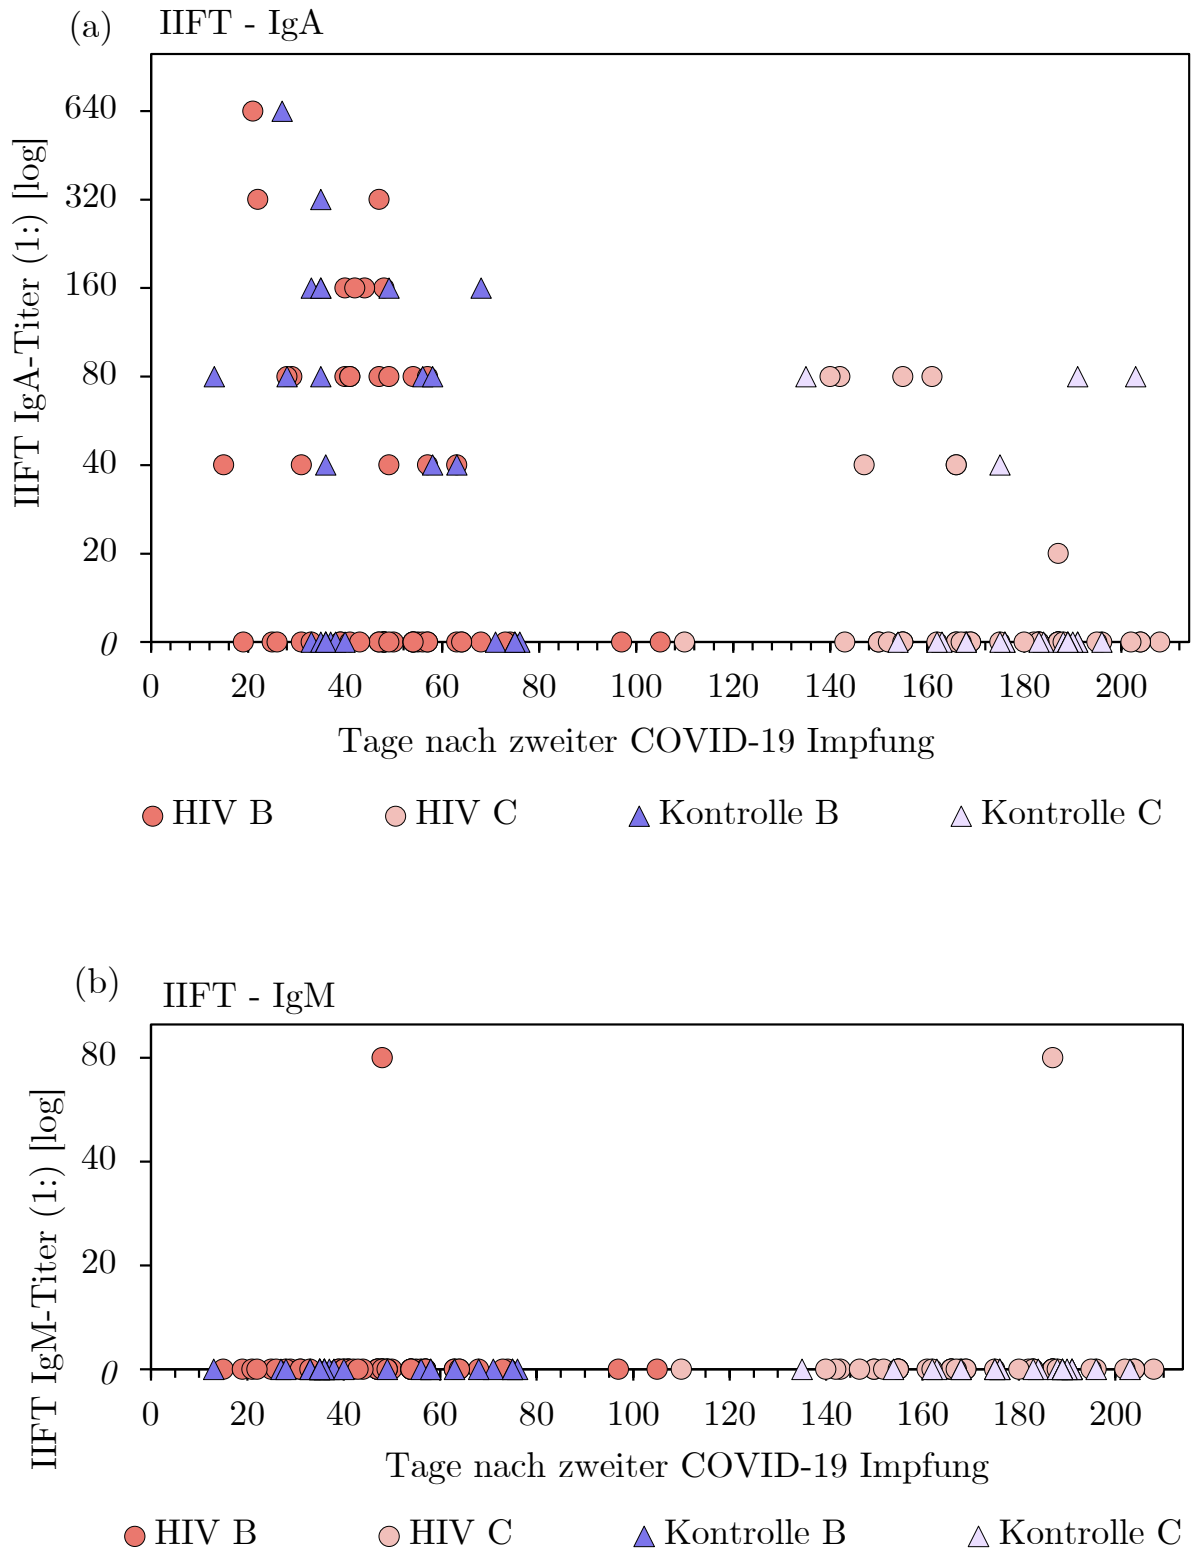 (a) IIFT - IgA
640
320
160
80
40
20
0
IIFT IgA-Titer (1:) [log]
0 20 40 60 80 100 120 140 160 180 200
Tage nach zweiter COVID-19 Impfung
HIV B HIV C Kontrolle B Kontrolle C
(b) IIFT - IgM
80
40
20
0
IIFT IgM-Titer (1:) [log]
0 20 40 60 80 100 120 140 160 180 200
Tage nach zweiter COVID-19 Impfung
HIV B HIV C Kontrolle B Kontrolle C